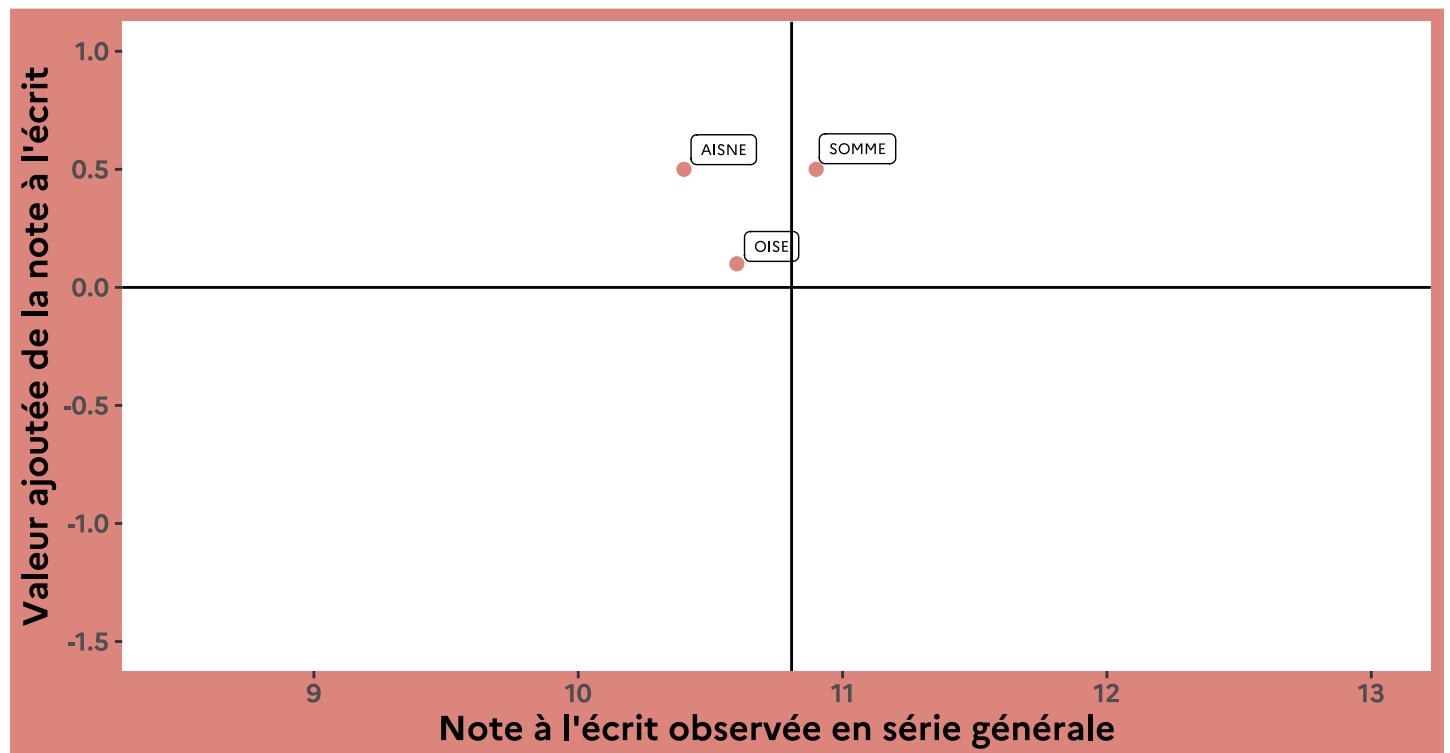 Valeur ajoutée de la note à l'écrit
1.0
0.5
0.0
-0.5
-1.0
-1.5
AISNE
SOMME
OISE
9
10
11
12
13
Note à l'écrit observée en série générale